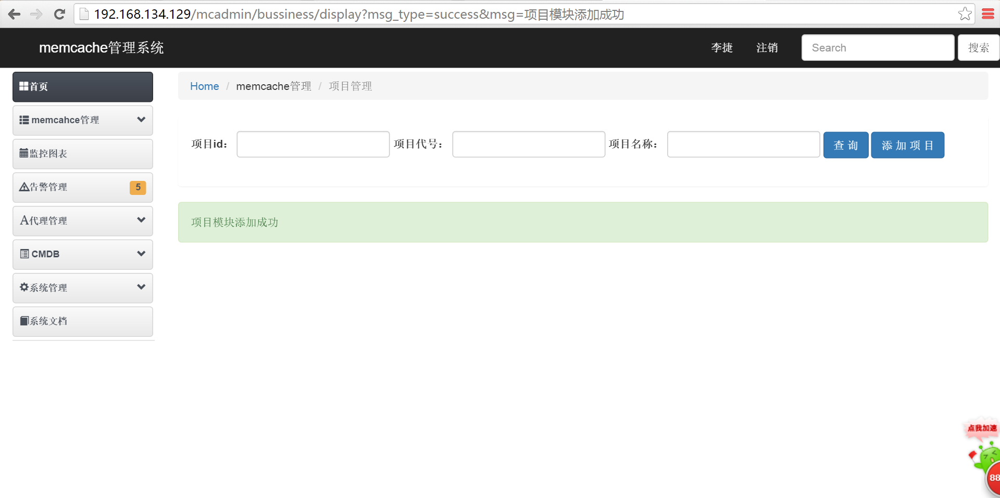 192.168.134.129/mcadmin/bussiness/display?msg_type=success&msg=项目模块添加成功
memcache管理系统 李捷 注销 Search 搜索
首页
memcahce管理
监控图表
告警管理 5
A代理管理
CMDB
系统管理
系统文档
Home / memcache管理 / 项目管理
项目id： 项目代号： 项目名称： 查 询 添 加 项 目
项目模块添加成功
点我加速
88